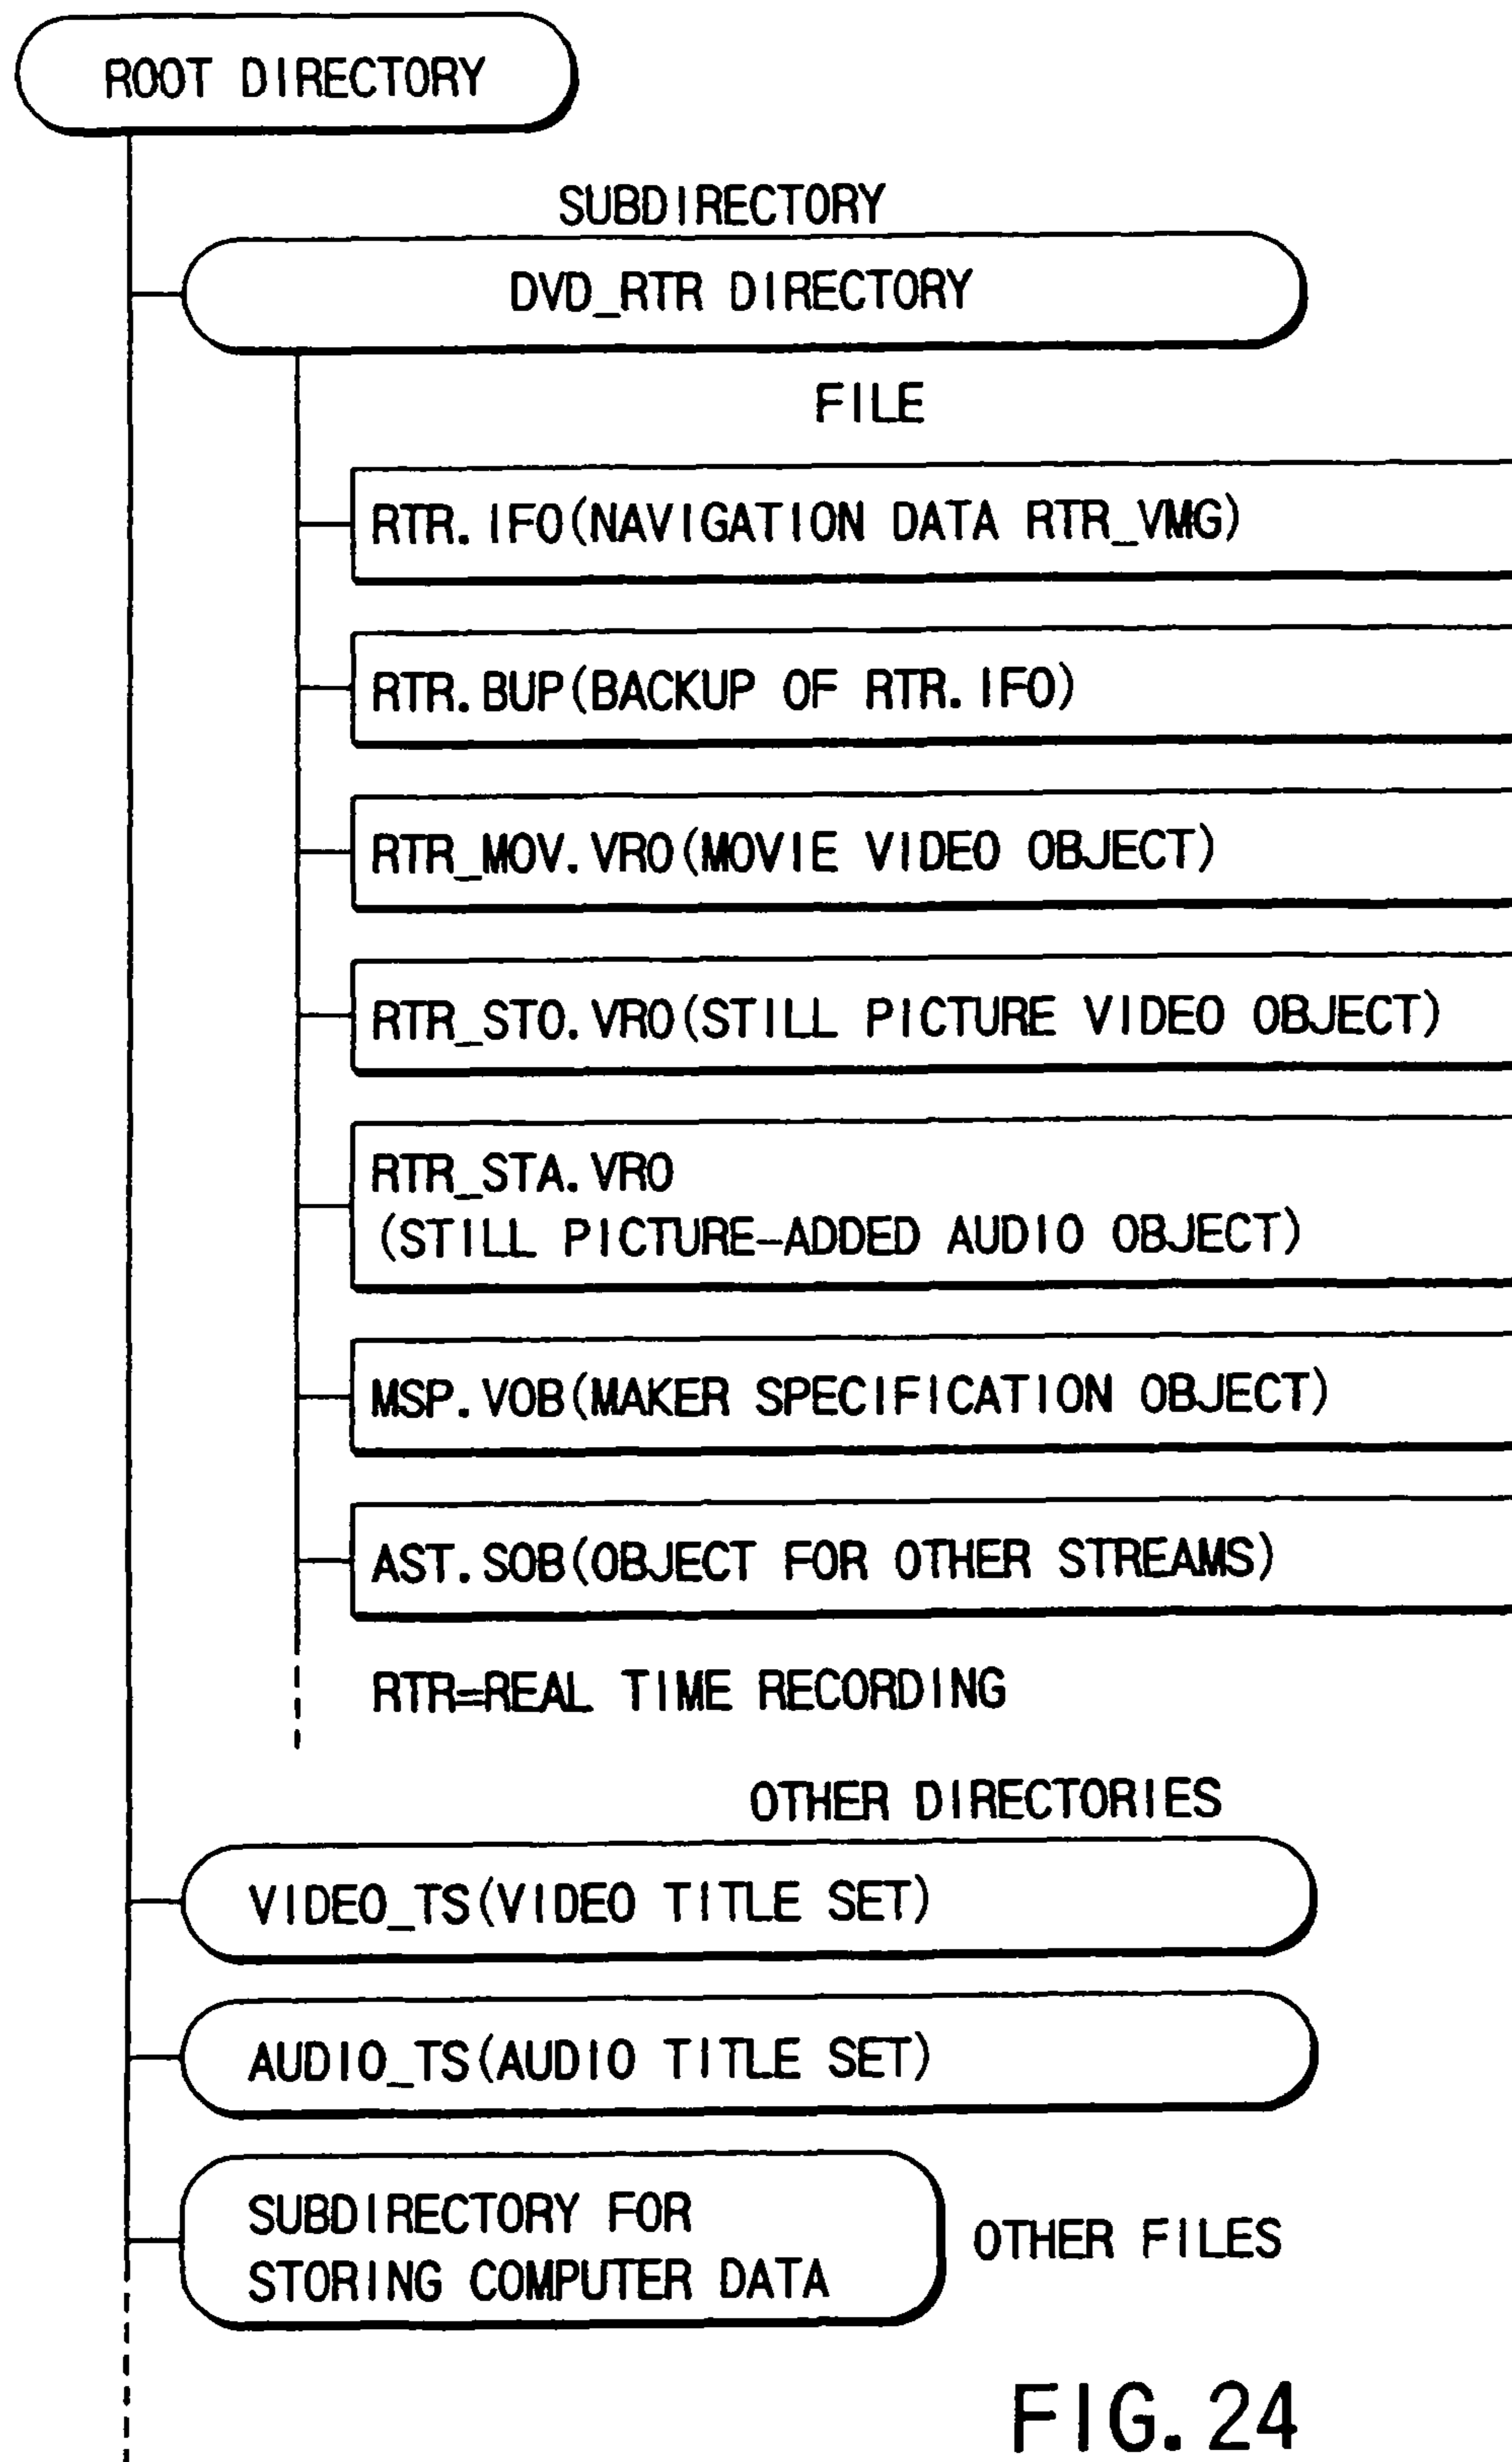 ROOT DIRECTORY
SUBDIRECTORY
DVD_RTR DIRECTORY
FILE
RTR.IFO(NAVIGATION DATA RTR_VMG)
RTR.BUP(BACKUP OF RTR.IFO)
RTR_MOV.VRO(MOVIE VIDEO OBJECT)
RTR_STO.VRO(STILL PICTURE VIDEO OBJECT)
RTR_STA.VRO
(STILL PICTURE-ADDED AUDIO OBJECT)
MSP.VOB(MAKER SPECIFICATION OBJECT)
AST.SOB(OBJECT FOR OTHER STREAMS)
RTR=REAL TIME RECORDING
OTHER DIRECTORIES
VIDEO_TS(VIDEO TITLE SET)
AUDIO_TS(AUDIO TITLE SET)
SUBDIRECTORY FOR
STORING COMPUTER DATA
OTHER FILES
FIG. 24